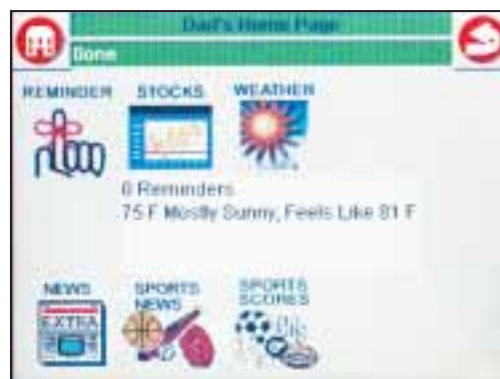 Dad's Home Page
Done
REMINDER STOCKS WEATHER
0 Reminders
75 F Mostly Sunny, Feels Like 81 F
NEWS SPORTS NEWS SPORTS SCORES
EXTRA